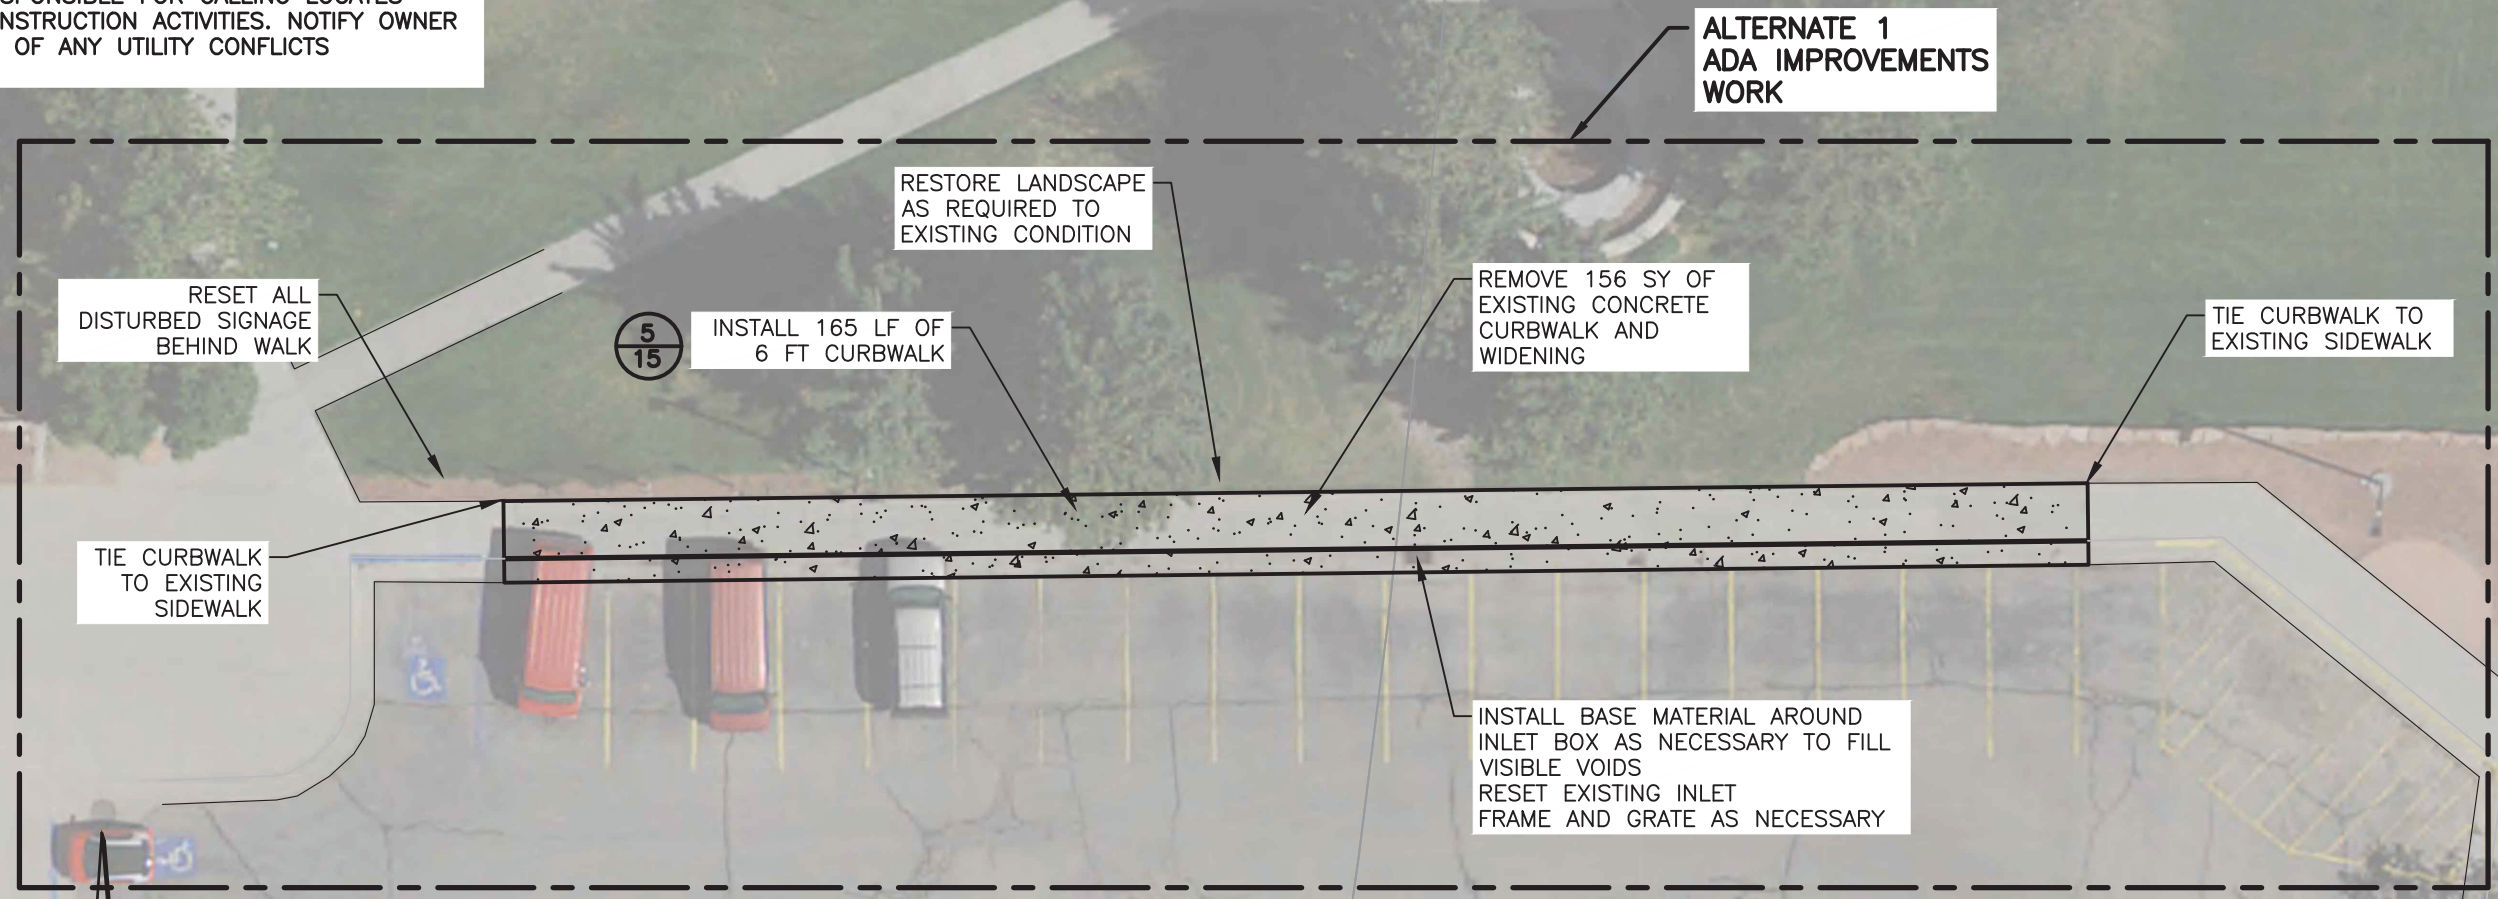 NSTRUCTION ACTIVITIES. NOTIFY OWNER
OF ANY UTILITY CONFLICTS
ALTERNATE 1
ADA IMPROVEMENTS
WORK
RESTORE LANDSCAPE
AS REQUIRED TO
EXISTING CONDITION
RESET ALL
DISTURBED SIGNAGE
BEHIND WALK
5
15
INSTALL 165 LF OF
6 FT CURBWALK
REMOVE 156 SY OF
EXISTING CONCRETE
CURBWALK AND
WIDENING
TIE CURBWALK TO
EXISTING SIDEWALK
TIE CURBWALK
TO EXISTING
SIDEWALK
INSTALL BASE MATERIAL AROUND
INLET BOX AS NECESSARY TO FILL
VISIBLE VOIDS
RESET EXISTING INLET
FRAME AND GRATE AS NECESSARY